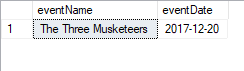 eventName eventDate
1 The Three Musketeers 2017-12-20